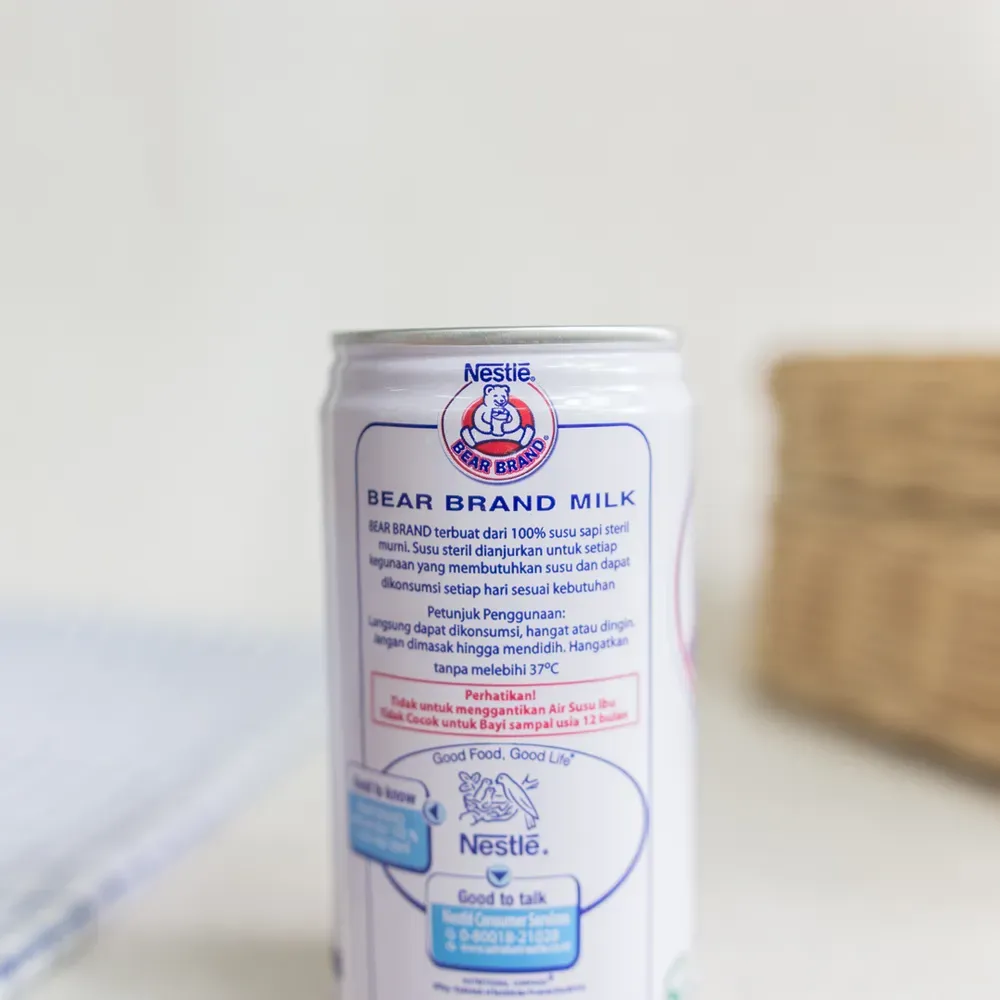 Nestlé®
BEAR BRAND®
BEAR BRAND MILK
BEAR BRAND terbuat dari 100% susu sapi steril
murni. Susu steril dianjurkan untuk setiap
kegunaan yang membutuhkan susu dan dapat
dikonsumsi setiap hari sesuai kebutuhan
Petunjuk Penggunaan:
Langsung dapat dikonsumsi, hangat atau dingin.
Jangan dimasak hingga mendidih. Hangatkan
tanpa melebihi 37ºC
Perhatikan!
Tidak untuk menggantikan Air Susu Ibu
Tidak Cocok untuk Bayi sampai usia 12 bulan
Good Food, Good Life®
Nestlé®
Good to know
Good to talk
Nestlé Consumer Services